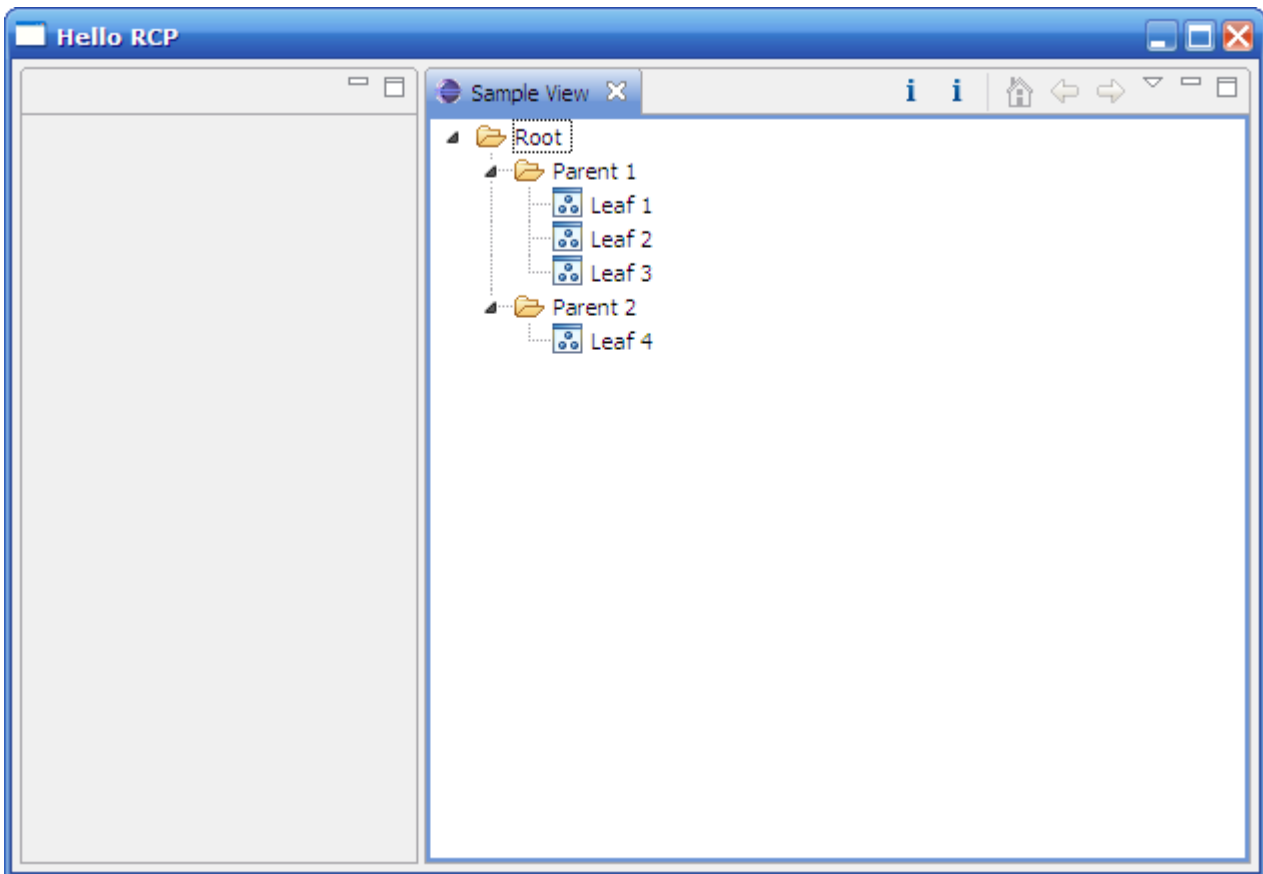 Hello RCP
Sample View
i i
Root
Parent 1
Leaf 1
Leaf 2
Leaf 3
Parent 2
Leaf 4